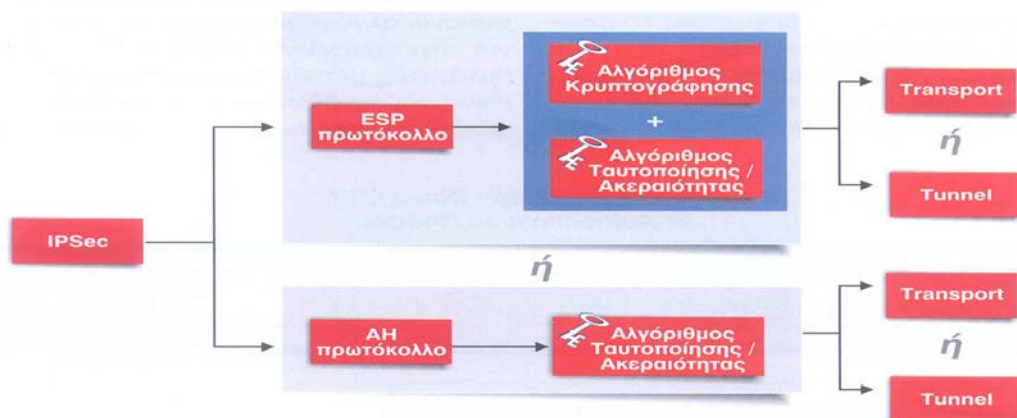 IPSec
ESP
πρωτόκολλο
Αλγόριθμος
Κρυπτογράφησης
+
Αλγόριθμος
Ταυτοποίησης /
Ακεραιότητας
Transport
ή
Tunnel
ή
AH
πρωτόκολλο
Αλγόριθμος
Ταυτοποίησης /
Ακεραιότητας
Transport
ή
Tunnel